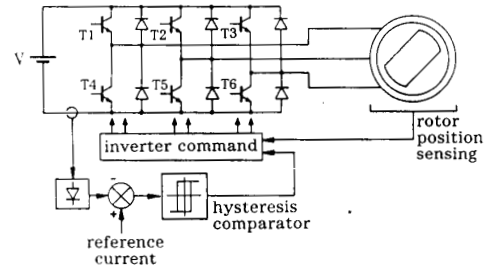 T1
T2
T3
V
T4
T5
T6
inverter command
rotor
position
sensing
-
+
hysteresis
comparator
reference
current